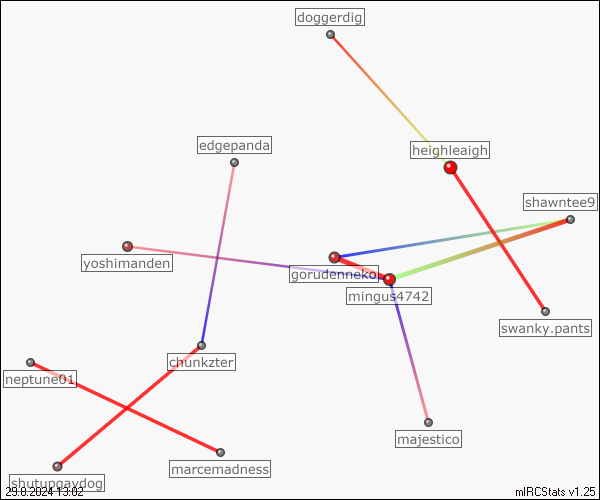 doggerdig
edgepanda
heighleaigh
shawntee9
yoshimanden
gorudenneko
mingus4742
swanky.pants
chunkzter
neptune01
majestico
marcemadness
shutupgaydog
29.8.2024 13:02
mIRCStats v1.25